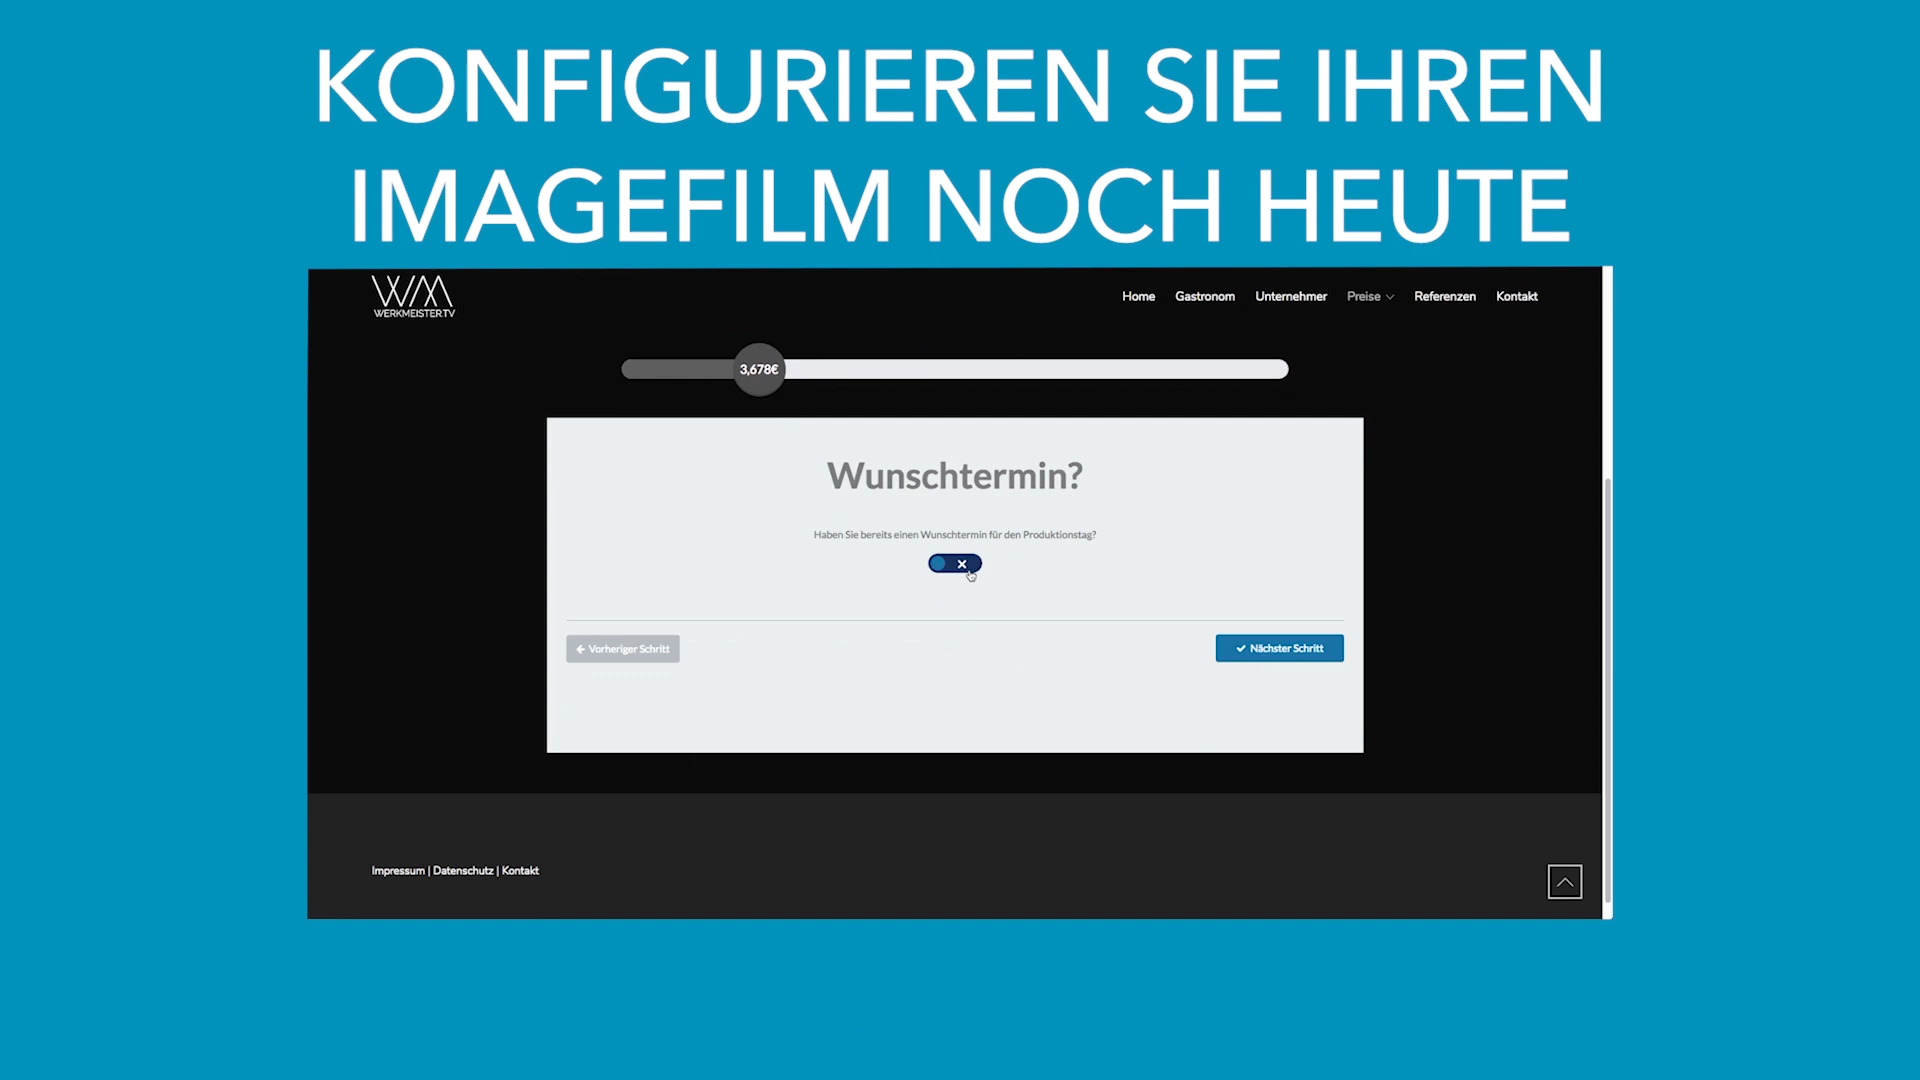 KONFIGURIEREN SIE IHREN
IMAGEFILM NOCH HEUTE
WM
WERKMEISTER.TV
Home Gastronom Unternehmer Preise Referenzen Kontakt
3,678€
Wunschtermin?
Haben Sie bereits einen Wunschtermin für den Produktionstag?
Vorheriger Schritt
Nächster Schritt
Impressum | Datenschutz | Kontakt